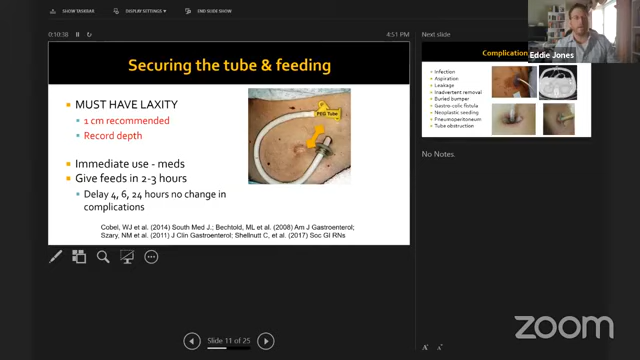 SHOW TASKBAR
DISPLAY SETTINGS ▾
END SLIDE SHOW
0:10:38
4:51 PM
Securing the tube & feeding
MUST HAVE LAXITY
1 cm recommended
Record depth
Immediate use - meds
Give feeds in 2-3 hours
Delay 4, 6, 24 hours no change in
complications
PEG Tube
Cobel, WJ et al. (2014) South Med J.; Bechtold, ML et al. (2008) Am J Gastroenterol;
Szary, NM et al. (2011) J Clin Gastroenterol; Shellnutt C, et al. (2017) Soc GI RNs
Slide 11 of 25
Next slide
Complication
Infection
Aspiration
Leakage
Inadvertent removal
Buried bumper
Gastro-colic fistula
Neoplastic seeding
Pneumoperitoneum
Tube obstruction
No Notes.
Eddie Jones
A A
zoom